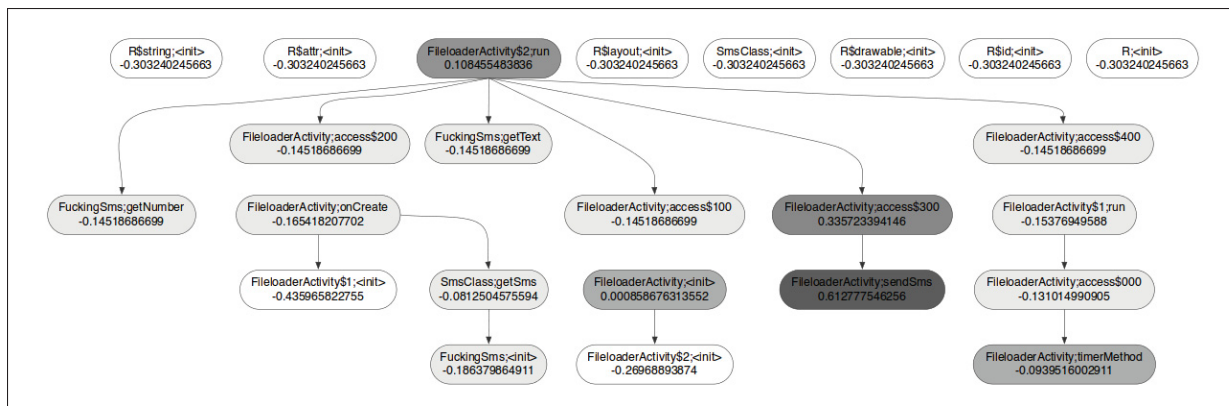 R$string;<init>
-0.303240245663
R$attr;<init>
-0.303240245663
FileloaderActivity$2;run
0.108455483836
R$layout;<init>
-0.303240245663
SmsClass;<init>
-0.303240245663
R$drawable;<init>
-0.303240245663
R$id;<init>
-0.303240245663
R;<init>
-0.303240245663
FileloaderActivity;access$200
-0.14518686699
FuckingSms;getText
-0.14518686699
FileloaderActivity;access$400
-0.14518686699
FuckingSms;getNumber
-0.14518686699
FileloaderActivity;onCreate
-0.165418207702
FileloaderActivity;access$100
-0.14518686699
FileloaderActivity;access$300
0.335723394146
FileloaderActivity$1;run
-0.15376949588
FileloaderActivity$1;<init>
-0.435965822755
SmsClass;getSms
-0.0812504575594
FileloaderActivity;<init>
0.000858676313552
FileloaderActivity;sendSms
0.612777546256
FileloaderActivity;access$000
-0.131014990905
FuckingSms;<init>
-0.186379864911
FileloaderActivity$2;<init>
-0.26968893874
FileloaderActivity;timerMethod
-0.0939516002911